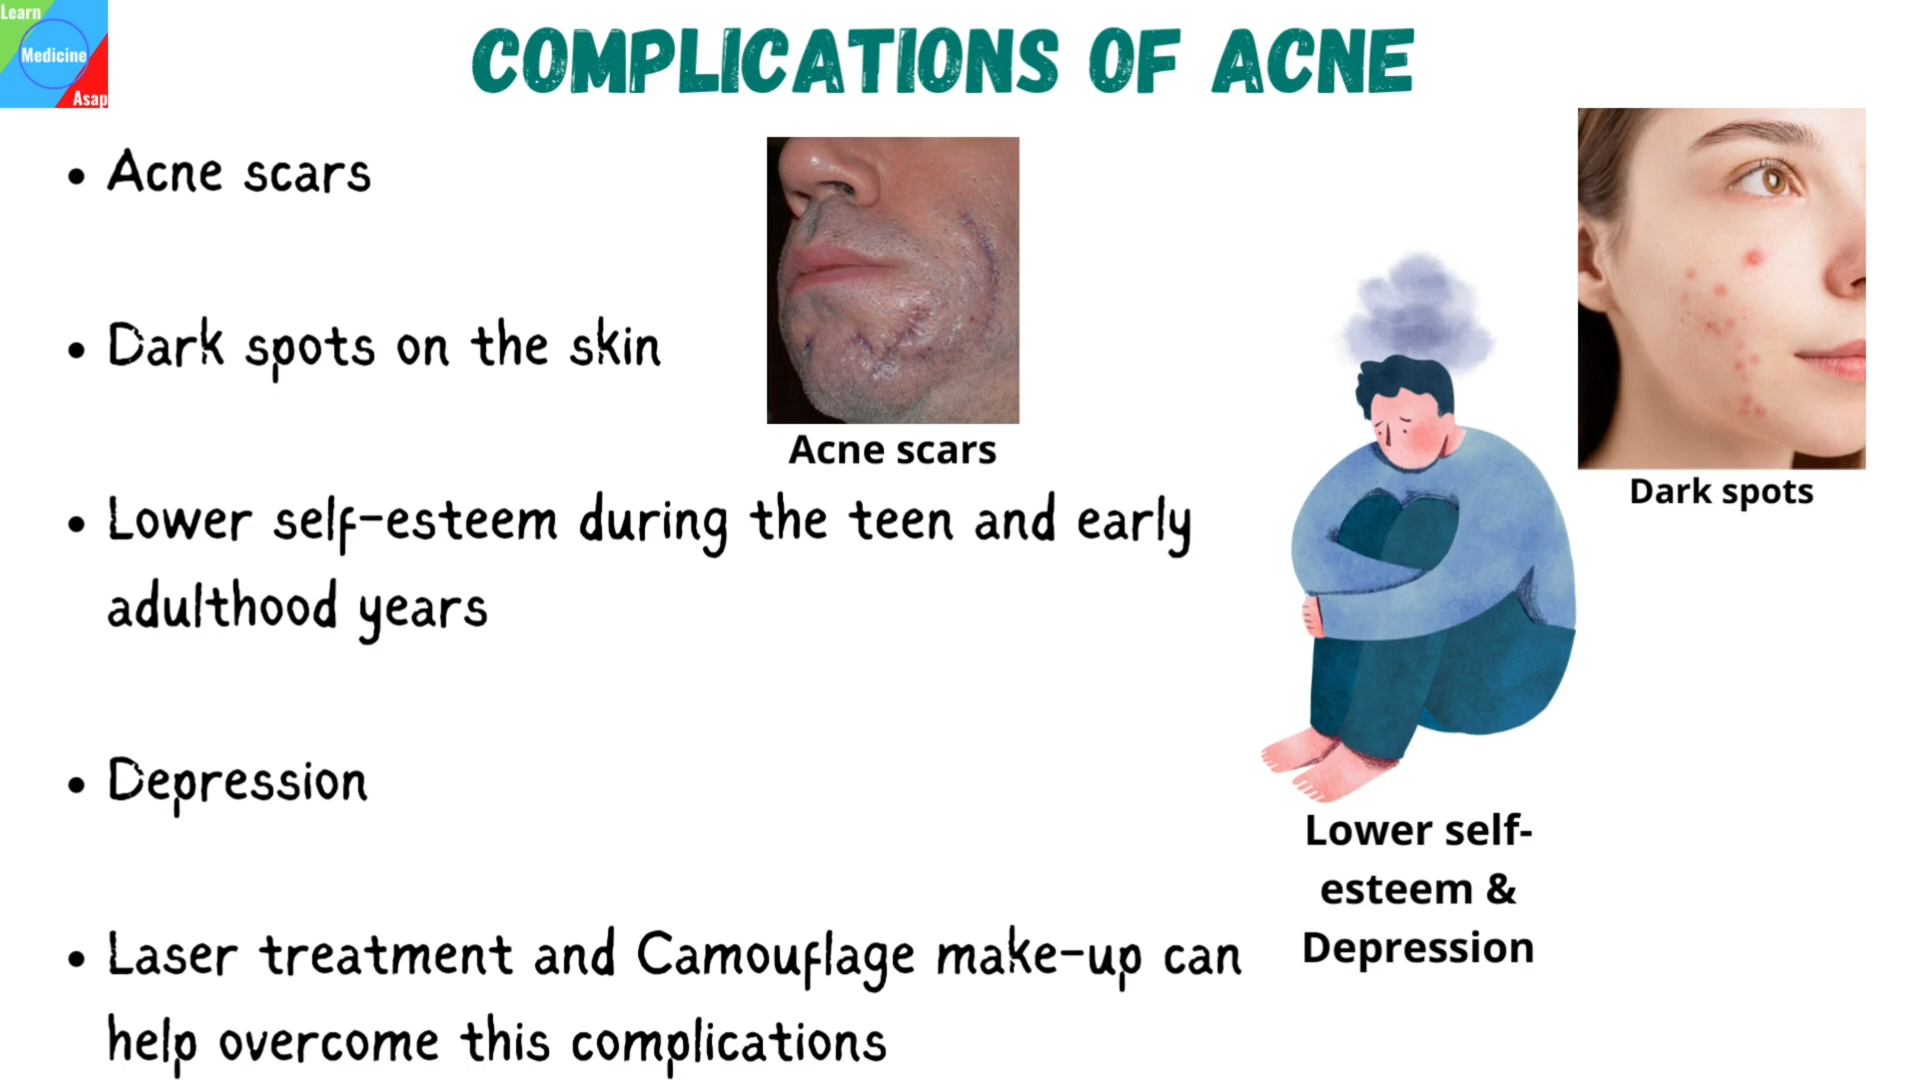 Learn
Medicine
Asap
COMPLICATIONS OF ACNE
• Acne scars
• Dark spots on the skin
Acne scars
Dark spots
• Lower self-esteem during the teen and early
adulthood years
• Depression
Lower self-
esteem &
Depression
• Laser treatment and Camouflage make-up can
help overcome this complications